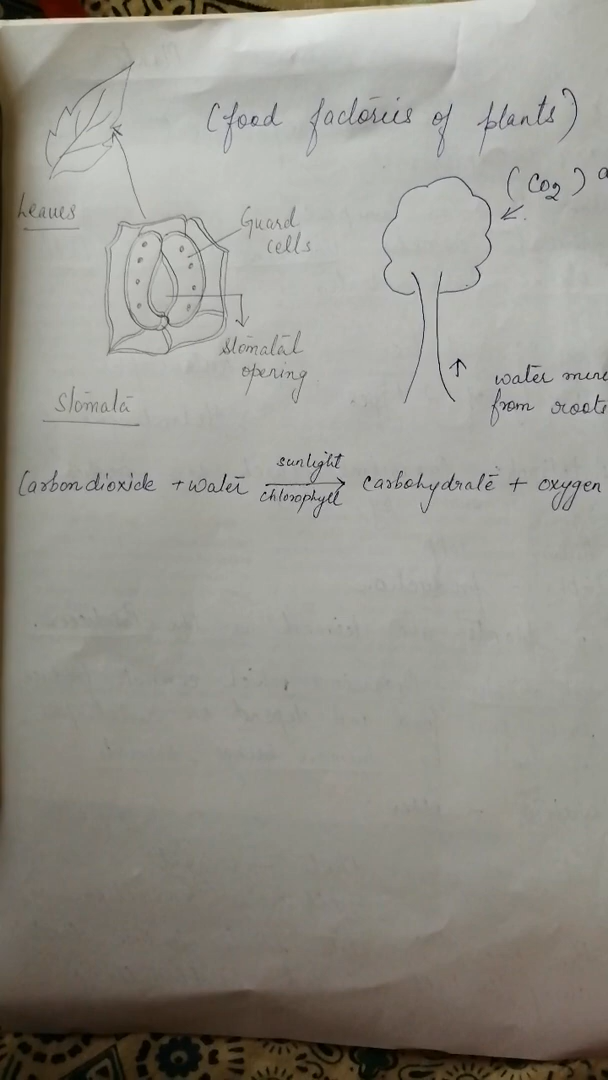 (food factories of plants)
Leaves
(CO2) a
Guard
cells
Stomatal
opening
Stomata
water mine
from roots
Carbondioxide + water sunlight chlorophyll carbohydrate + oxygen